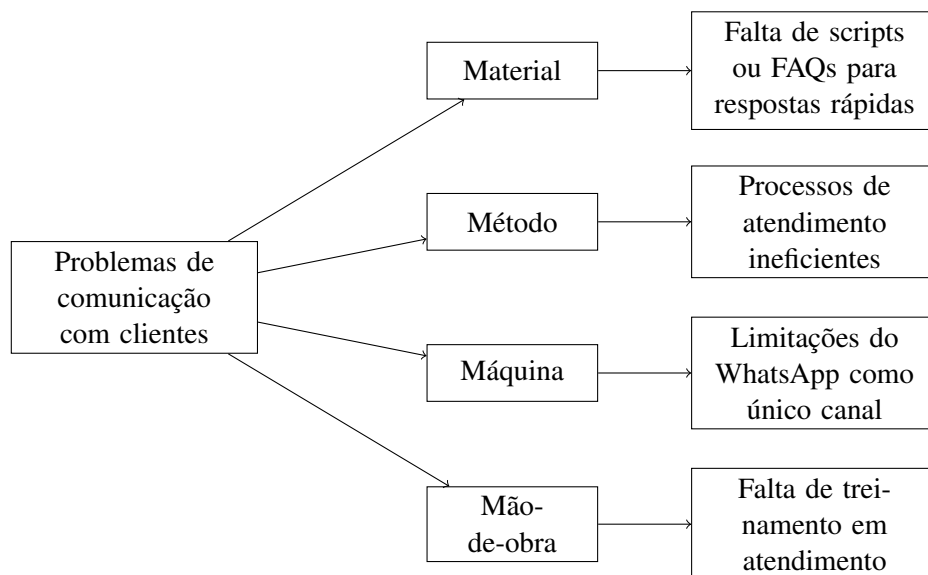 Problemas de
comunicação
com clientes
Material
Falta de scripts
ou FAQs para
respostas rápidas
Método
Processos de
atendimento
ineficientes
Máquina
Limitações do
WhatsApp como
único canal
Mão-
de-obra
Falta de trei-
namento em
atendimento